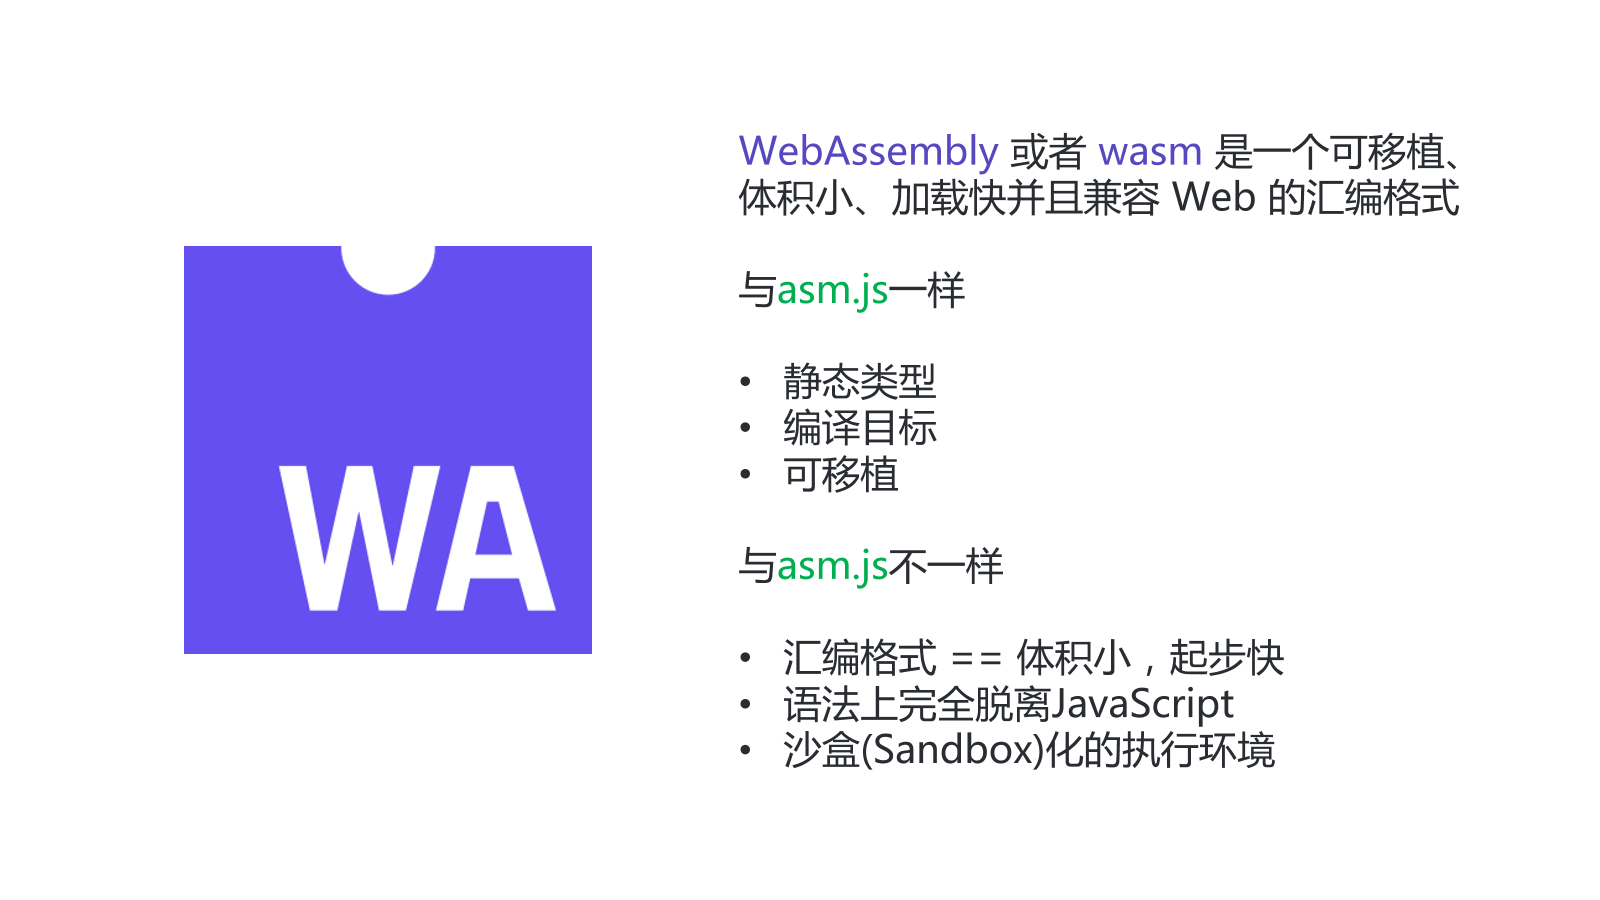 WA
WebAssembly 或者 wasm 是一个可移植、
体积小、加载快并且兼容 Web 的汇编格式
与asm.js一样
• 静态类型
• 编译目标
• 可移植
与asm.js不一样
• 汇编格式 == 体积小，起步快
• 语法上完全脱离JavaScript
• 沙盒(Sandbox)化的执行环境